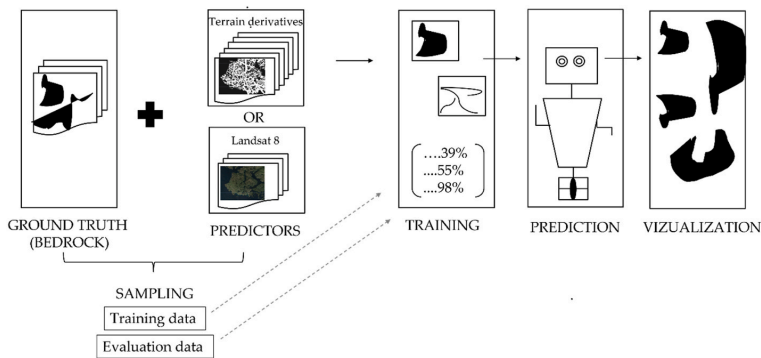 Terrain derivatives
OR
Landsat 8
....39%
....55%
....98%
GROUND TRUTH
(BEDROCK)
PREDICTORS
TRAINING
PREDICTION
VIZUALIZATION
SAMPLING
Training data
Evaluation data